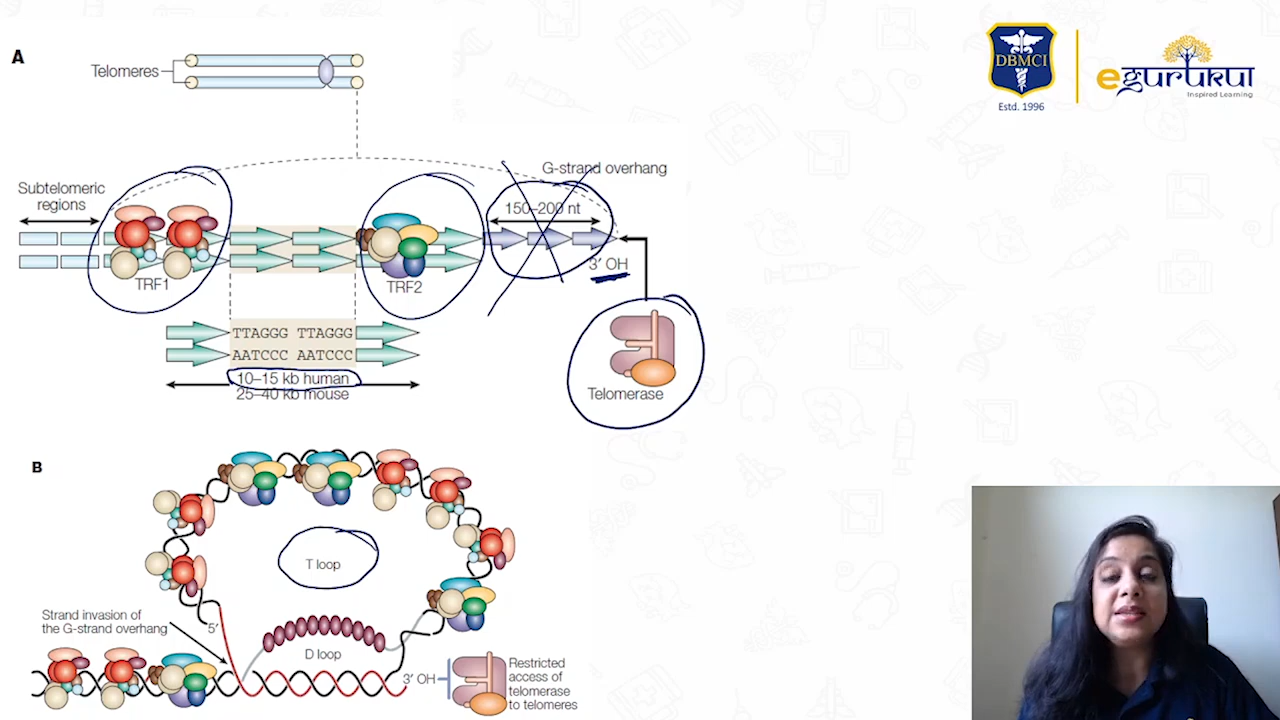 A
Telomeres
DBMCI
Estd. 1996
egurukul
Inspired Learning
G-strand overhang
Subtelomeric
regions
150–200 nt
3′ OH
TRF1
TRF2
TTAGGG TTAGGG
AATCCC AATCCC
10–15 kb human
25–40 kb mouse
Telomerase
B
T loop
Strand invasion of
the G-strand overhang
5′
D loop
3′ OH
Restricted
access of
telomerase
to telomeres